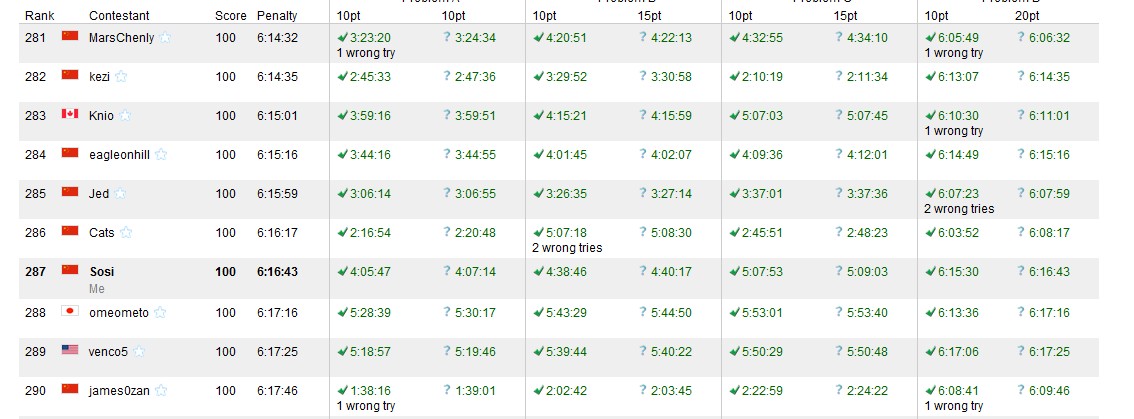 Problem A Problem B Problem C Problem D
Rank Contestant Score Penalty 10pt 10pt 10pt 15pt 10pt 15pt 10pt 20pt
281 MarsChenly 100 6:14:32 3:23:20 ? 3:24:34 4:20:51 ? 4:22:13 4:32:55 ? 4:34:10 6:05:49 ? 6:06:32
1 wrong try 1 wrong try
282 kezi 100 6:14:35 2:45:33 ? 2:47:36 3:29:52 ? 3:30:58 2:10:19 ? 2:11:34 6:13:07 ? 6:14:35
283 Knio 100 6:15:01 3:59:16 ? 3:59:51 4:15:21 ? 4:15:59 5:07:03 ? 5:07:45 6:10:30 ? 6:11:01
1 wrong try
284 eagleonhill 100 6:15:16 3:44:16 ? 3:44:55 4:01:45 ? 4:02:07 4:09:36 ? 4:12:01 6:14:49 ? 6:15:16
285 Jed 100 6:15:59 3:06:14 ? 3:06:55 3:26:35 ? 3:27:14 3:37:01 ? 3:37:36 6:07:23 ? 6:07:59
2 wrong tries
286 Cats 100 6:16:17 2:16:54 ? 2:20:48 5:07:18 ? 5:08:30 2:45:51 ? 2:48:23 6:03:52 ? 6:08:17
2 wrong tries
287 Sosi 100 6:16:43 4:05:47 ? 4:07:14 4:38:46 ? 4:40:17 5:07:53 ? 5:09:03 6:15:30 ? 6:16:43
Me
288 omeometo 100 6:17:16 5:28:39 ? 5:30:17 5:43:29 ? 5:44:50 5:53:01 ? 5:53:40 6:13:36 ? 6:17:16
289 venco5 100 6:17:25 5:18:57 ? 5:19:46 5:39:44 ? 5:40:22 5:50:29 ? 5:50:48 6:17:06 ? 6:17:25
290 james0zan 100 6:17:46 1:38:16 ? 1:39:01 2:02:42 ? 2:03:45 2:22:59 ? 2:24:22 6:08:41 ? 6:09:46
1 wrong try 1 wrong try